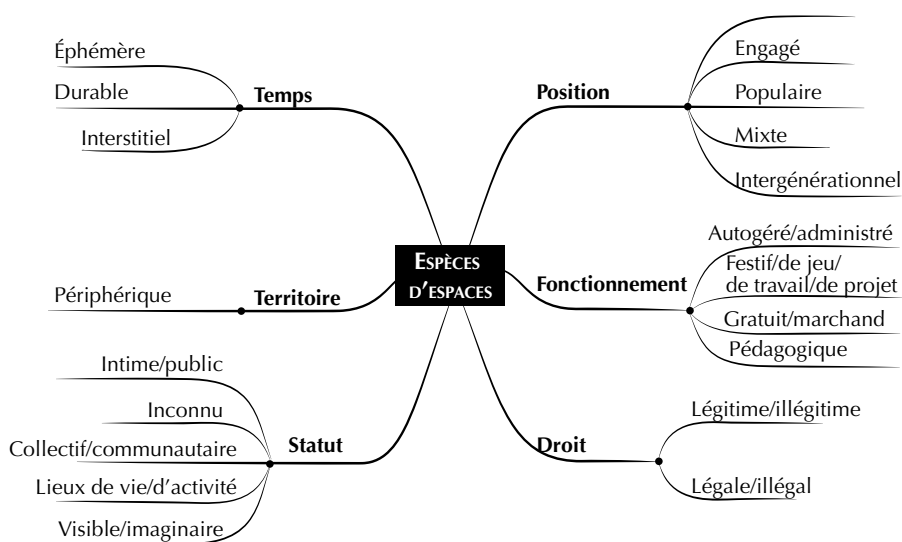 Éphémère
Durable
Interstitiel
Temps
Périphérique
Territoire
Intime/public
Inconnu
Collectif/communautaire
Lieux de vie/d’activité
Visible/imaginaire
Statut
Espèces
d’espaces
Position
Engagé
Populaire
Mixte
Intergénérationnel
Fonctionnement
Autogéré/administré
Festif/de jeu/
de travail/de projet
Gratuit/marchand
Pédagogique
Droit
Légitime/illégitime
Légale/illégal